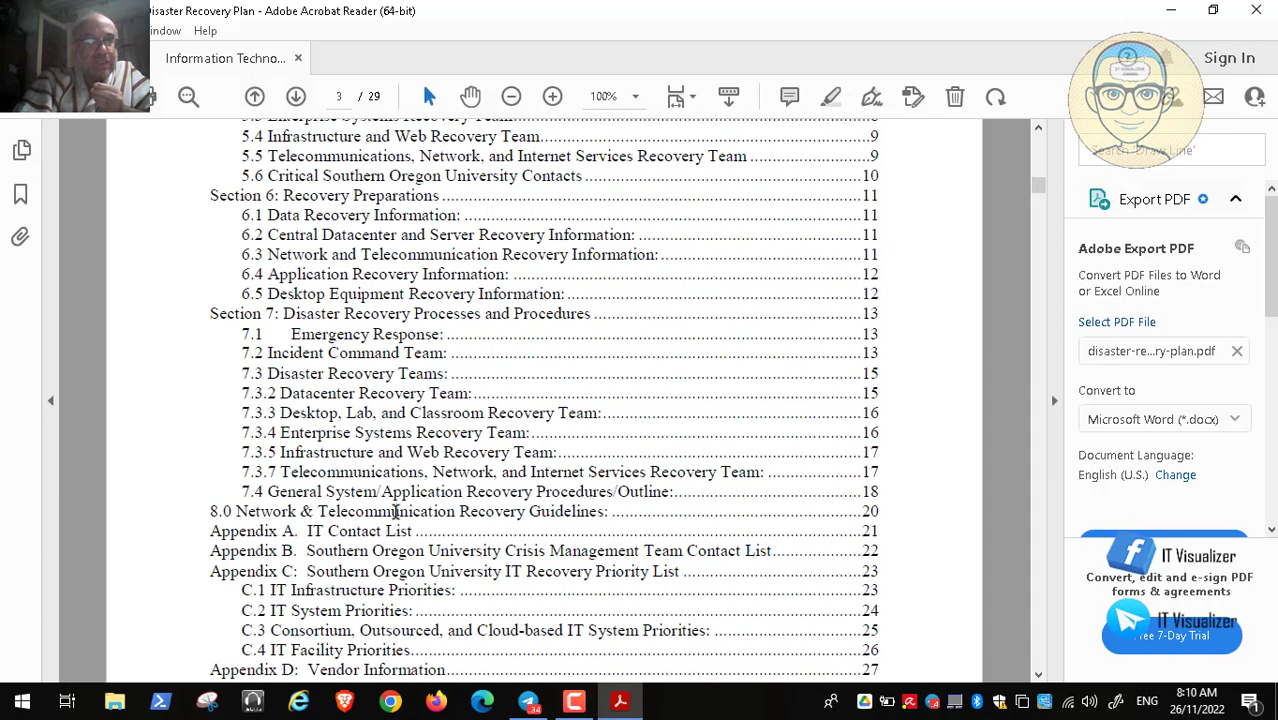 Disaster Recovery Plan - Adobe Acrobat Reader (64-bit)
indow Help
Information Techno...
Sign In
3 / 29
100%
? IT VISUALIZER CHANNEL
Search 'Draw Line'
5.4 Infrastructure and Web Recovery Team 9
5.5 Telecommunications, Network, and Internet Services Recovery Team 9
5.6 Critical Southern Oregon University Contacts 10
Section 6: Recovery Preparations 11
6.1 Data Recovery Information: 11
6.2 Central Datacenter and Server Recovery Information: 11
6.3 Network and Telecommunication Recovery Information: 11
6.4 Application Recovery Information: 12
6.5 Desktop Equipment Recovery Information: 12
Section 7: Disaster Recovery Processes and Procedures 13
7.1 Emergency Response: 13
7.2 Incident Command Team: 13
7.3 Disaster Recovery Teams: 15
7.3.2 Datacenter Recovery Team: 15
7.3.3 Desktop, Lab, and Classroom Recovery Team: 16
7.3.4 Enterprise Systems Recovery Team: 16
7.3.5 Infrastructure and Web Recovery Team: 17
7.3.7 Telecommunications, Network, and Internet Services Recovery Team: 17
7.4 General System/Application Recovery Procedures/Outline: 18
8.0 Network & Telecommunication Recovery Guidelines: 20
Appendix A. IT Contact List 21
Appendix B. Southern Oregon University Crisis Management Team Contact List 22
Appendix C: Southern Oregon University IT Recovery Priority List 23
C.1 IT Infrastructure Priorities: 23
C.2 IT System Priorities: 24
C.3 Consortium, Outsourced, and Cloud-based IT System Priorities: 25
C.4 IT Facility Priorities 26
Appendix D: Vendor Information 27
Export PDF
Adobe Export PDF
Convert PDF Files to Word
or Excel Online
Select PDF File
disaster-re...ry-plan.pdf
Convert to
Microsoft Word (*.docx)
Document Language:
English (U.S.) Change
IT Visualizer
Convert, edit and e-sign PDF
forms & agreements
IT Visualizer
Free 7-Day Trial
34
ENG
8:10 AM
26/11/2022